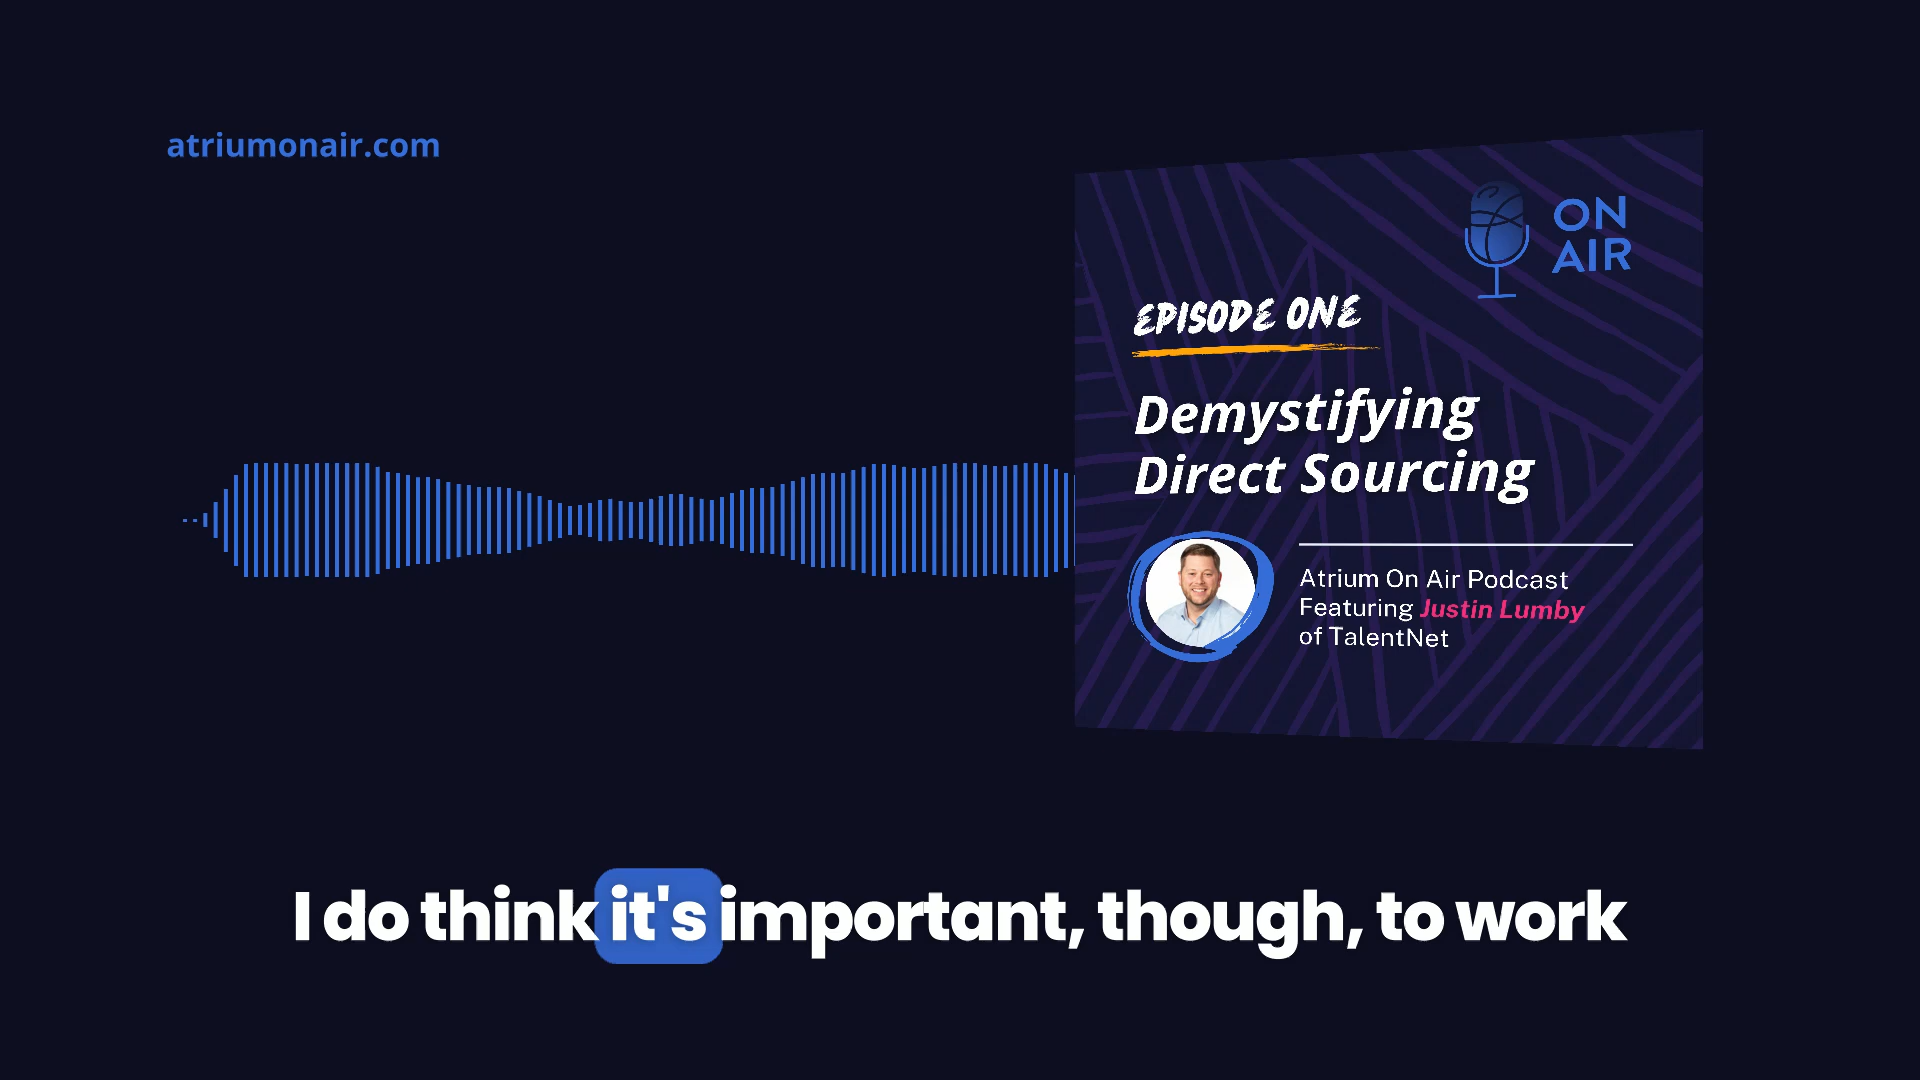 atriumonair.com
ON
AIR
EPISODE ONE
Demystifying
Direct Sourcing
Atrium On Air Podcast
Featuring Justin Lumby
of TalentNet
I do think it's important, though, to work